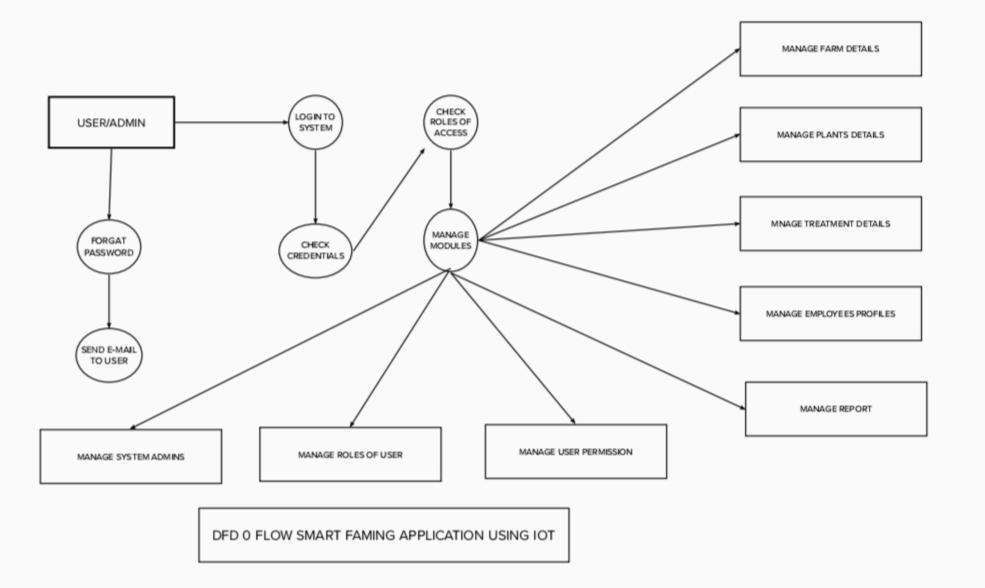 MANAGE FARM DETAILS
USER/ADMIN
LOGIN TO
SYSTEM
CHECK
ROLES OF
ACCESS
MANAGE PLANTS DETAILS
FORGAT
PASSWORD
CHECK
CREDENTIALS
MANAGE
MODULES
MNAGE TREATMENT DETAILS
MANAGE EMPLOYEES PROFILES
SEND E-MAIL
TO USER
MANAGE REPORT
MANAGE SYSTEM ADMINS
MANAGE ROLES OF USER
MANAGE USER PERMISSION
DFD 0 FLOW SMART FAMING APPLICATION USING IOT